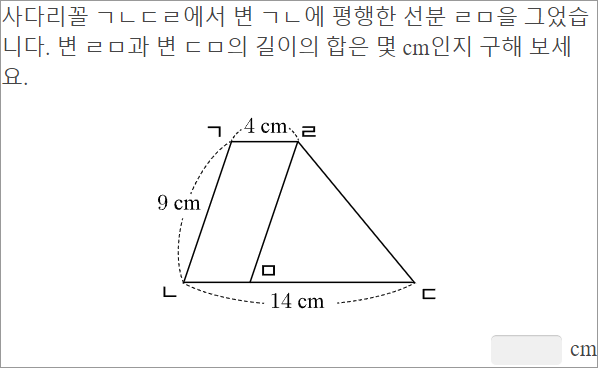 사다리꼴 ㄱㄴㄷㄹ에서 변 ㄱㄴ에 평행한 선분 ㄹㅁ을 그었습
니다. 변 ㄹㅁ과 변 ㄷㅁ의 길이의 합은 몇 cm인지 구해 보세
요.
ㄱ 4 cm ㄹ
9 cm
ㅁ
ㄴ 14 cm ㄷ
cm